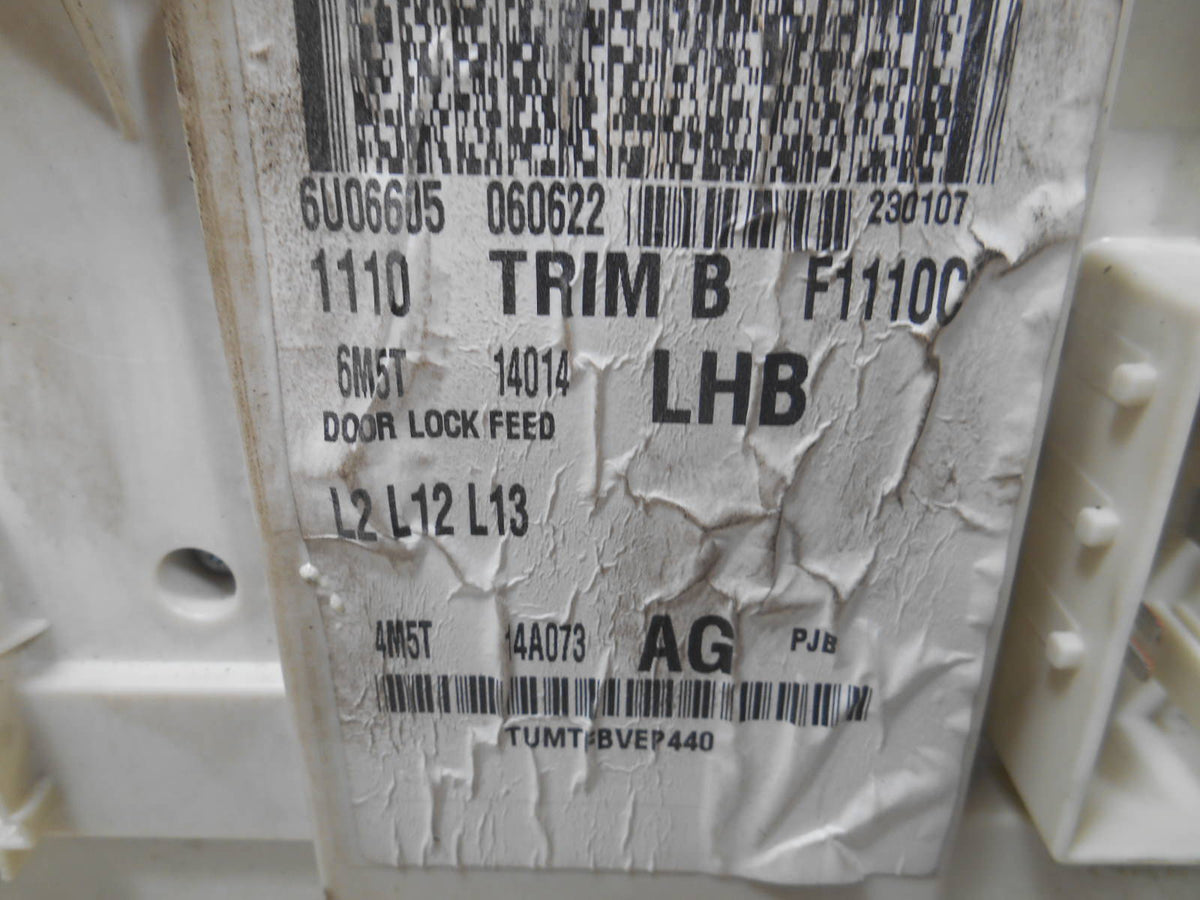 6U06605 060622 230107
1110 TRIM B F1110C
6M5T 14014 LHB
DOOR LOCK FEED
L2 L12 L13
4M5T 14A073 AG PJB